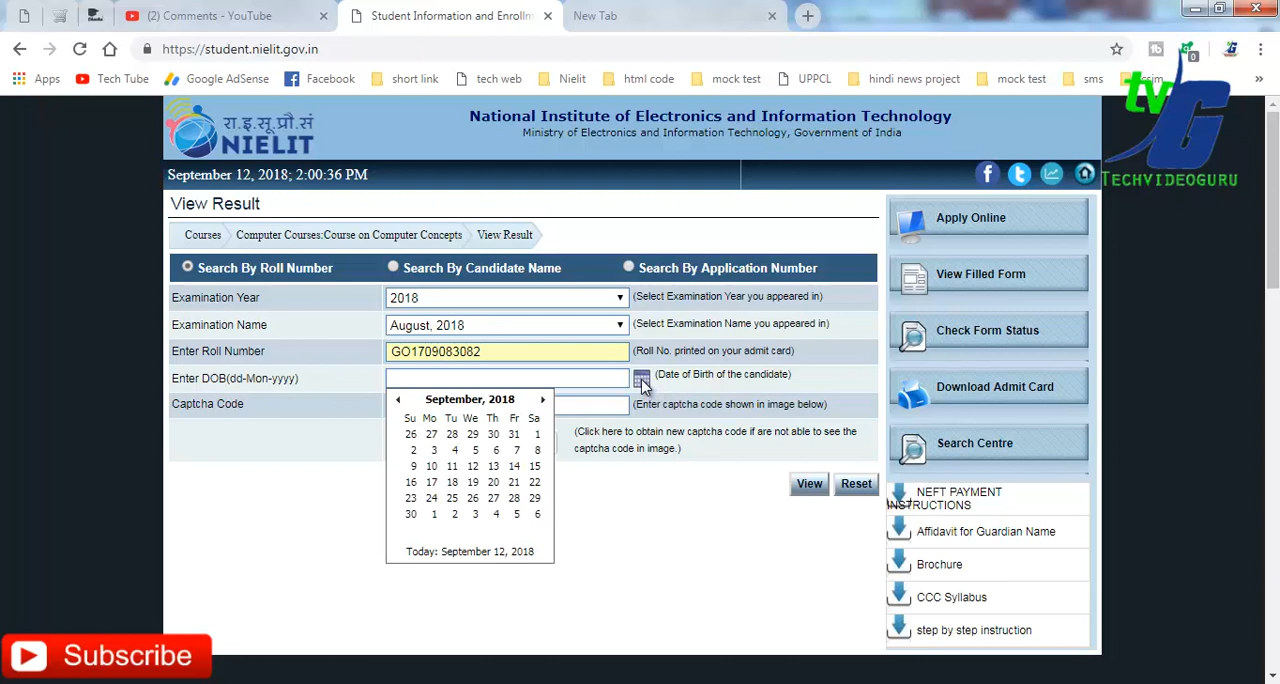 (2) Comments - YouTube
Student Information and Enrollm
New Tab
https://student.nielit.gov.in
0
Apps
Tech Tube
Google AdSense
Facebook
short link
tech web
Nielit
html code
mock test
UPPCL
hindi news project
mock test
sms
tv
G
TECHVIDEOGURU
रा.इ.सू.प्रौ.सं
NIELIT
National Institute of Electronics and Information Technology
Ministry of Electronics and Information Technology, Government of India
September 12, 2018; 2:00:36 PM
View Result
Courses
Computer Courses:Course on Computer Concepts
View Result
Search By Roll Number
Search By Candidate Name
Search By Application Number
Examination Year
2018
(Select Examination Year you appeared in)
Examination Name
August, 2018
(Select Examination Name you appeared in)
Enter Roll Number
GO1709083082
(Roll No. printed on your admit card)
Enter DOB(dd-Mon-yyyy)
(Date of Birth of the candidate)
Captcha Code
(Enter captcha code shown in image below)
(Click here to obtain new captcha code if are not able to see the
captcha code in image.)
September, 2018
Su Mo Tu We Th Fr Sa
26 27 28 29 30 31 1
2 3 4 5 6 7 8
9 10 11 12 13 14 15
16 17 18 19 20 21 22
23 24 25 26 27 28 29
30 1 2 3 4 5 6
Today: September 12, 2018
View
Reset
Apply Online
View Filled Form
Check Form Status
Download Admit Card
Search Centre
NEFT PAYMENT
INSTRUCTIONS
Affidavit for Guardian Name
Brochure
CCC Syllabus
step by step instruction
Subscribe